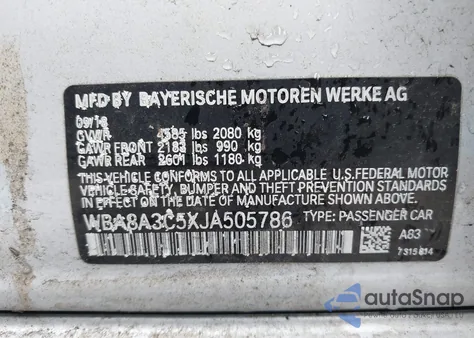 MFD BY BAYERISCHE MOTOREN WERKE AG
09/18
GVWR 4585 lbs 2080 kg
GAWR FRONT 2183 lbs 990 kg
GAWR REAR 2601 lbs 1180 kg
THIS VEHICLE CONFORMS TO ALL APPLICABLE U.S.FEDERAL MOTOR
VEHICLE SAFETY, BUMPER AND THEFT PREVENTION STANDARDS
IN EFFECT ON THE DATE OF MANUFACTURE SHOWN ABOVE.
WBA8A3C5XJA505786 TYPE: PASSENGER CAR
A83
7315814
autoSnap